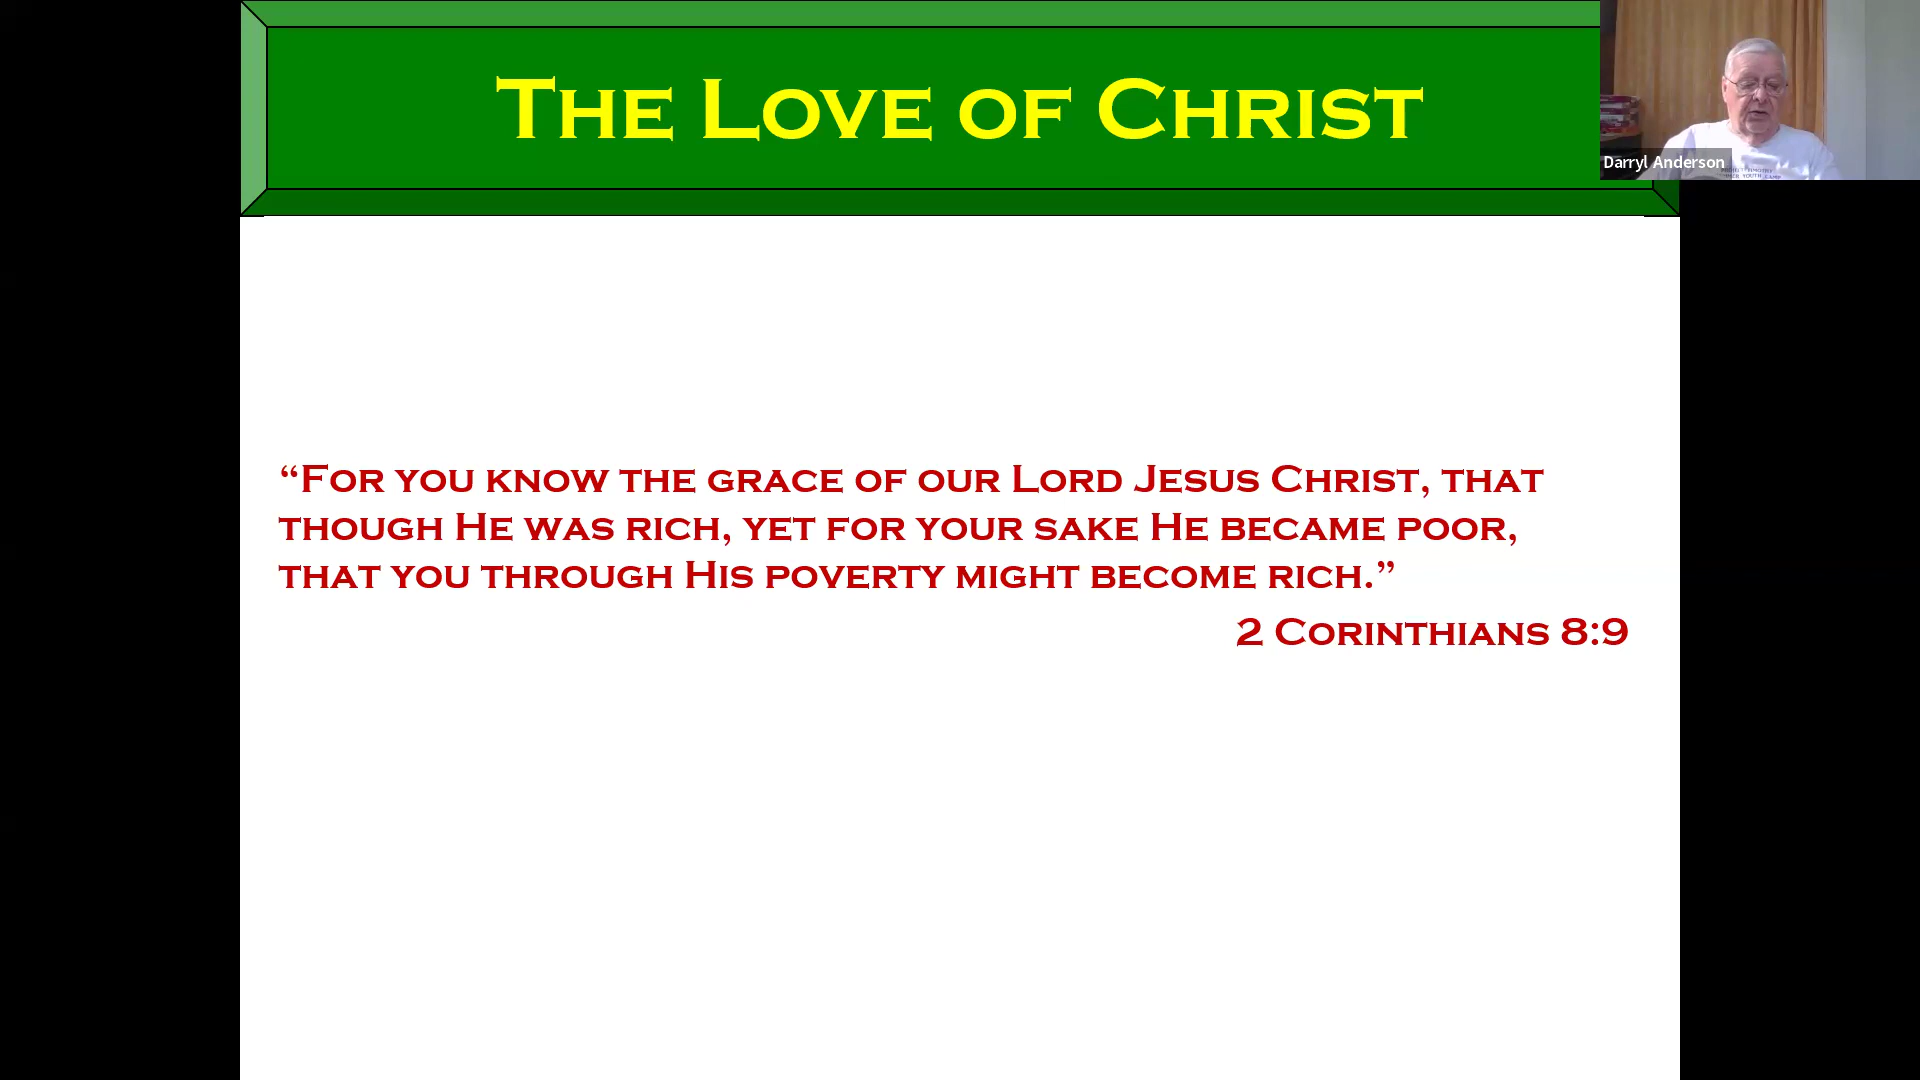 The Love of Christ
Darryl Anderson
“For you know the grace of our Lord Jesus Christ, that
though He was rich, yet for your sake He became poor,
that you through His poverty might become rich.”
2 Corinthians 8:9